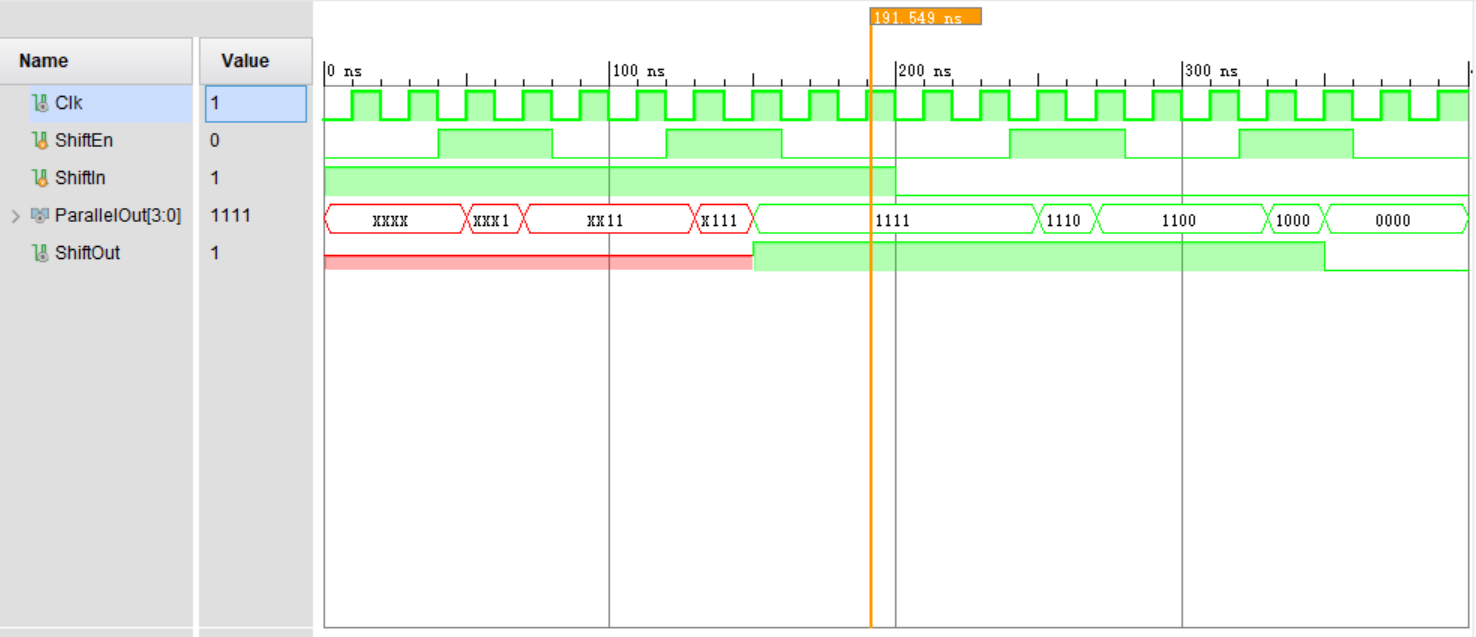 191.549 ns
Name Value
0 ns 100 ns 200 ns 300 ns
Clk 1
ShiftEn 0
ShiftIn 1
ParallelOut[3:0] 1111 XXXX XXX1 XX11 X111 1111 1110 1100 1000 0000
ShiftOut 1